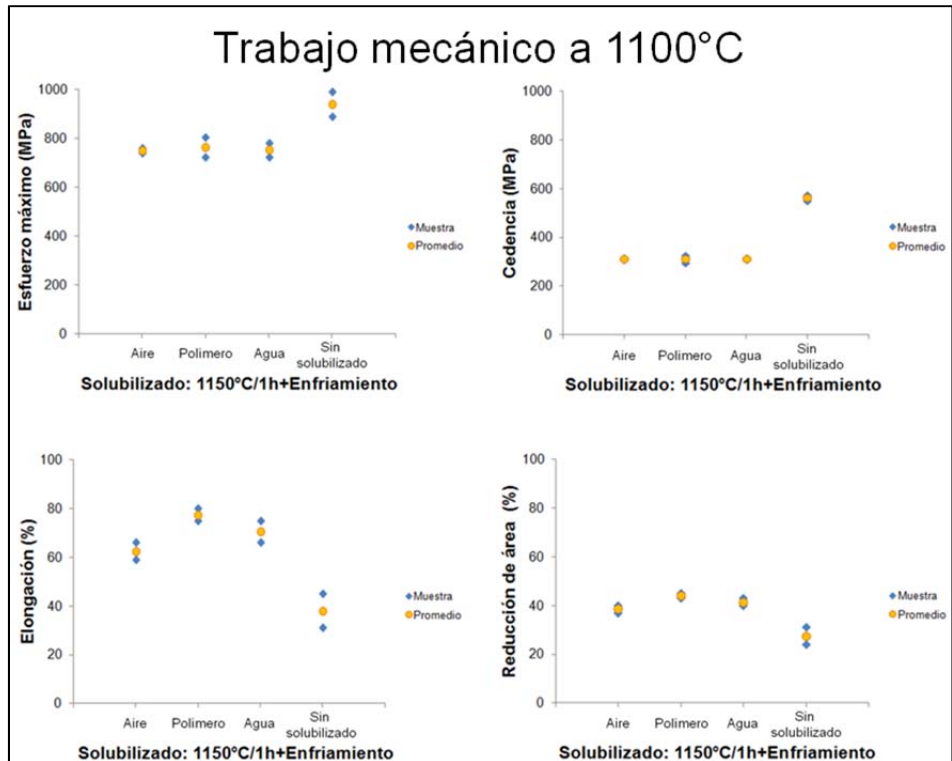 Trabajo mecánico a 1100°C
Esfuerzo máximo (MPa)
1000
800
600
400
200
0
Aire
Polimero
Agua
Sin
solubilizado
Solubilizado: 1150°C/1h+Enfriamiento
Muestra
Promedio
Cedencia (MPa)
1000
800
600
400
200
0
Aire
Polimero
Agua
Sin
solubilizado
Solubilizado: 1150°C/1h+Enfriamiento
Muestra
Promedio
Elongación (%)
100
80
60
40
20
0
Aire
Polimero
Agua
Sin
solubilizado
Solubilizado: 1150°C/1h+Enfriamiento
Muestra
Promedio
Reducción de área (%)
100
80
60
40
20
0
Aire
Polimero
Agua
Sin
solubilizado
Solubilizado: 1150°C/1h+Enfriamiento
Muestra
Promedio